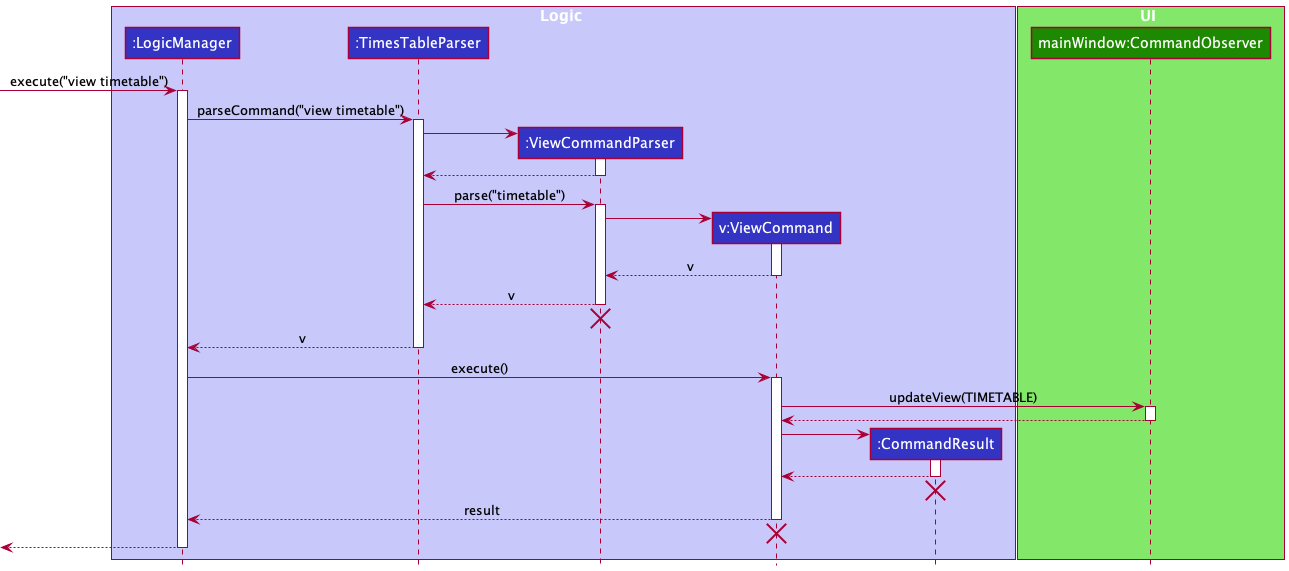 Logic
UI
:LogicManager
:TimesTableParser
mainWindow:CommandObserver
execute("view timetable")
parseCommand("view timetable")
:ViewCommandParser
parse("timetable")
v:ViewCommand
v
v
v
execute()
updateView(TIMETABLE)
:CommandResult
result